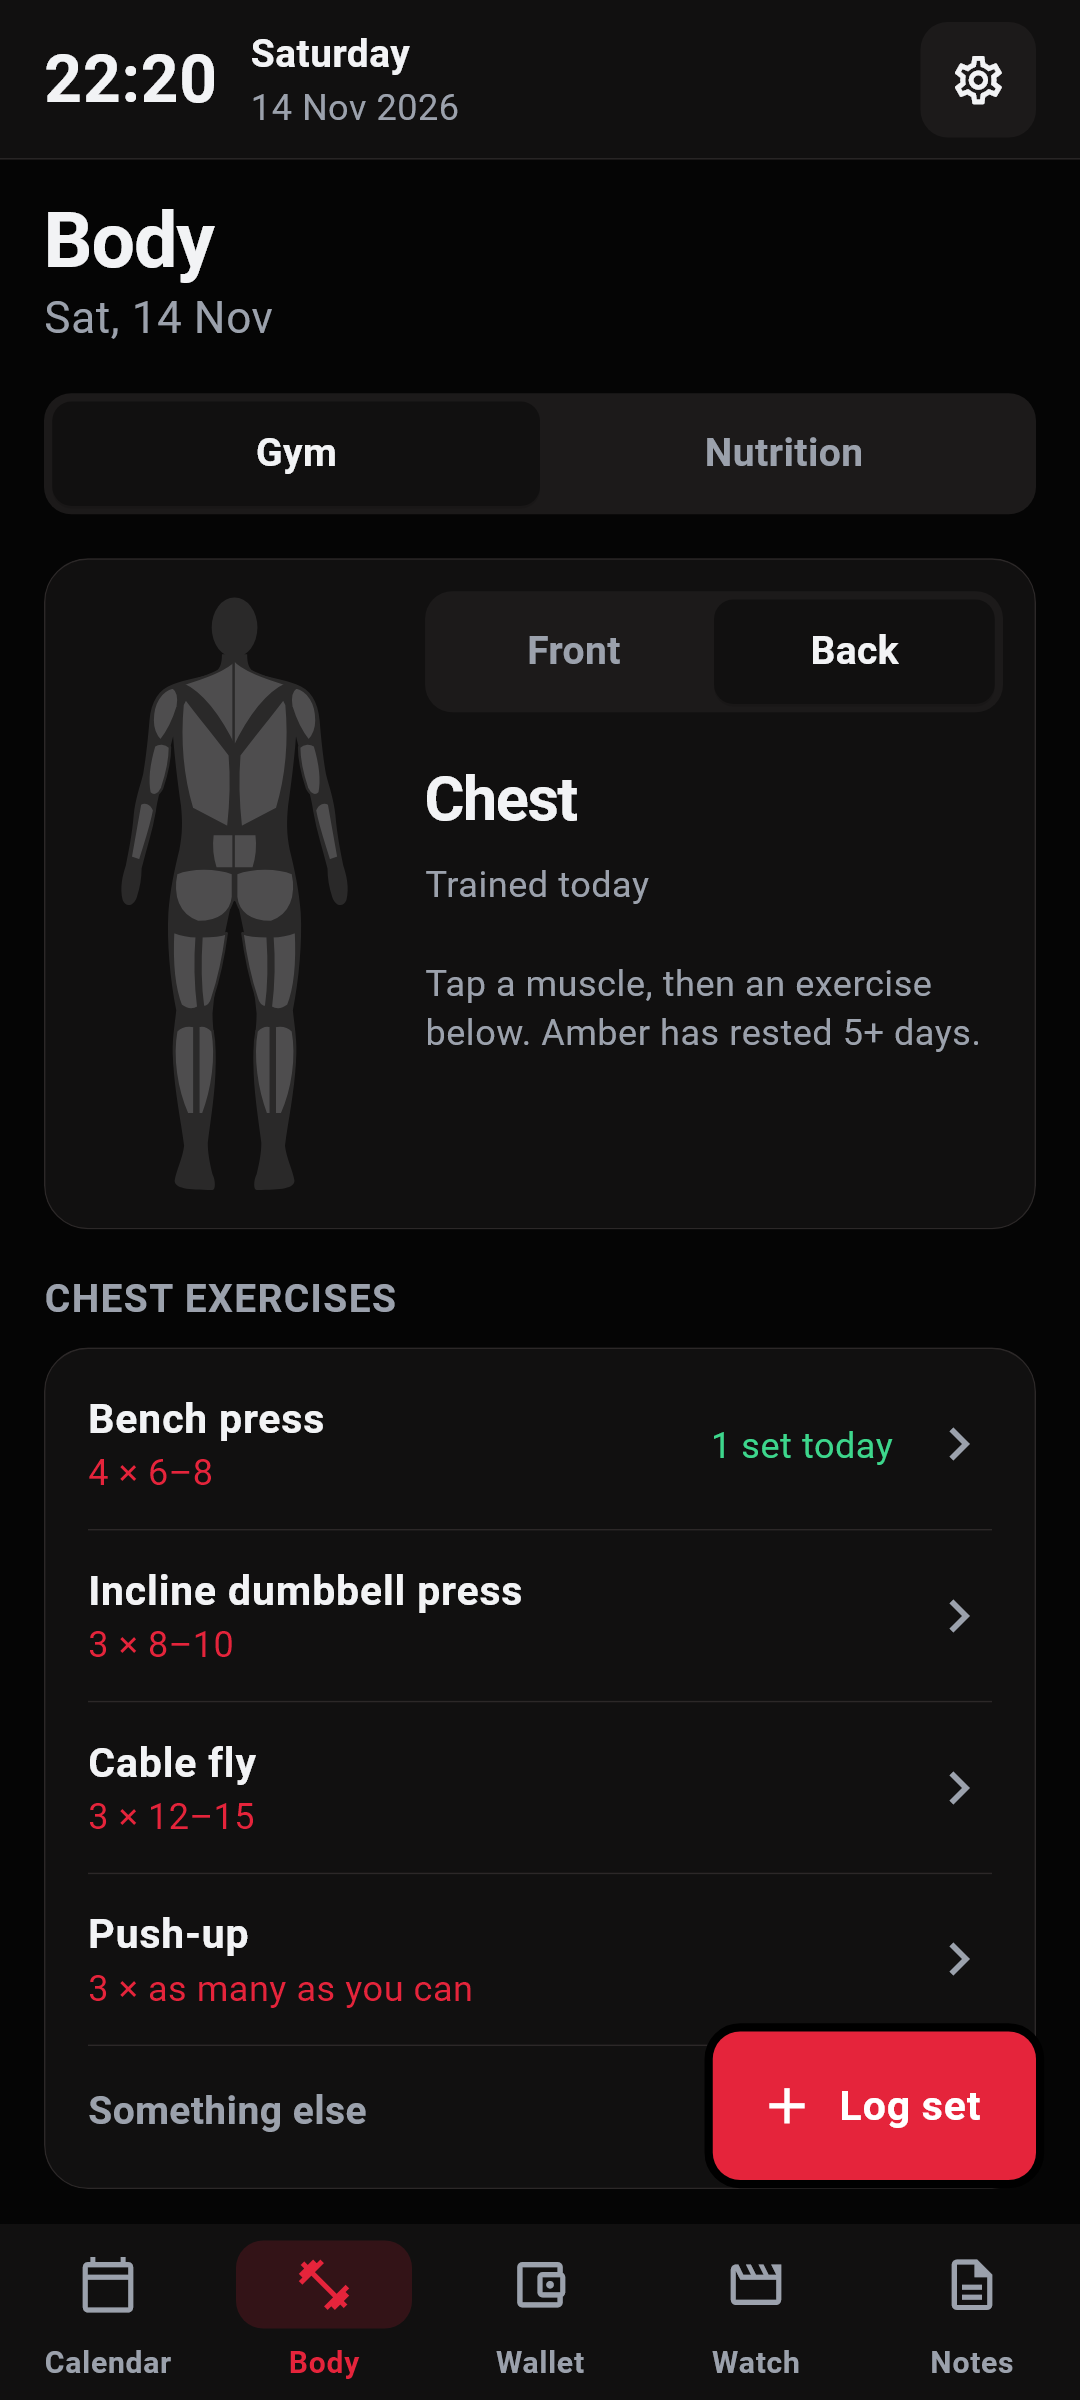 22:20
Saturday
14 Nov 2026
Body
Sat, 14 Nov
Gym
Nutrition
Front
Back
Chest
Trained today
Tap a muscle, then an exercise
below. Amber has rested 5+ days.
CHEST EXERCISES
Bench press
4 × 6–8
1 set today
Incline dumbbell press
3 × 8–10
Cable fly
3 × 12–15
Push-up
3 × as many as you can
Something else
Log set
Calendar
Body
Wallet
Watch
Notes